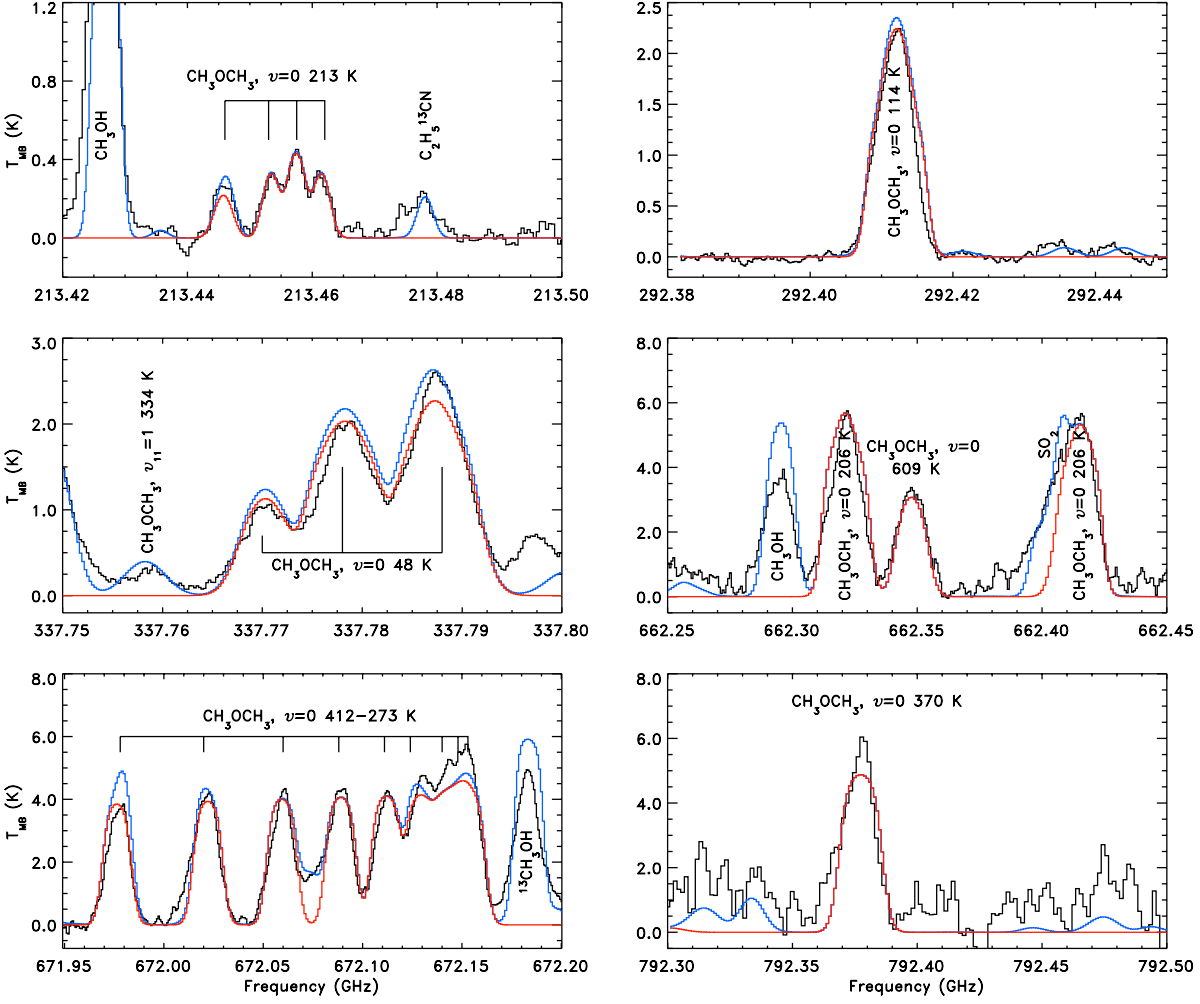 1.2
0.8
0.4
0.0
T_MB (K)
CH₃OH
CH₃OCH₃, υ=0 213 K
C₂H₅¹³CN
213.42 213.44 213.46 213.48 213.50
2.5
2.0
1.5
1.0
0.5
0.0
CH₃OCH₃, υ=0 114 K
292.38 292.40 292.42 292.44
3.0
2.0
1.0
0.0
T_MB (K)
CH₃OCH₃, υ₁₁=1 334 K
CH₃OCH₃, υ=0 48 K
337.75 337.76 337.77 337.78 337.79 337.80
8.0
6.0
4.0
2.0
0.0
CH₃OH
CH₃OCH₃, υ=0 206 K
CH₃OCH₃, υ=0
609 K
SO₂
CH₃OCH₃, υ=0 206 K
662.25 662.30 662.35 662.40 662.45
8.0
6.0
4.0
2.0
0.0
T_MB (K)
CH₃OCH₃, υ=0 412−273 K
¹³CH₃OH
671.95 672.00 672.05 672.10 672.15 672.20
Frequency (GHz)
8.0
6.0
4.0
2.0
0.0
CH₃OCH₃, υ=0 370 K
792.30 792.35 792.40 792.45 792.50
Frequency (GHz)